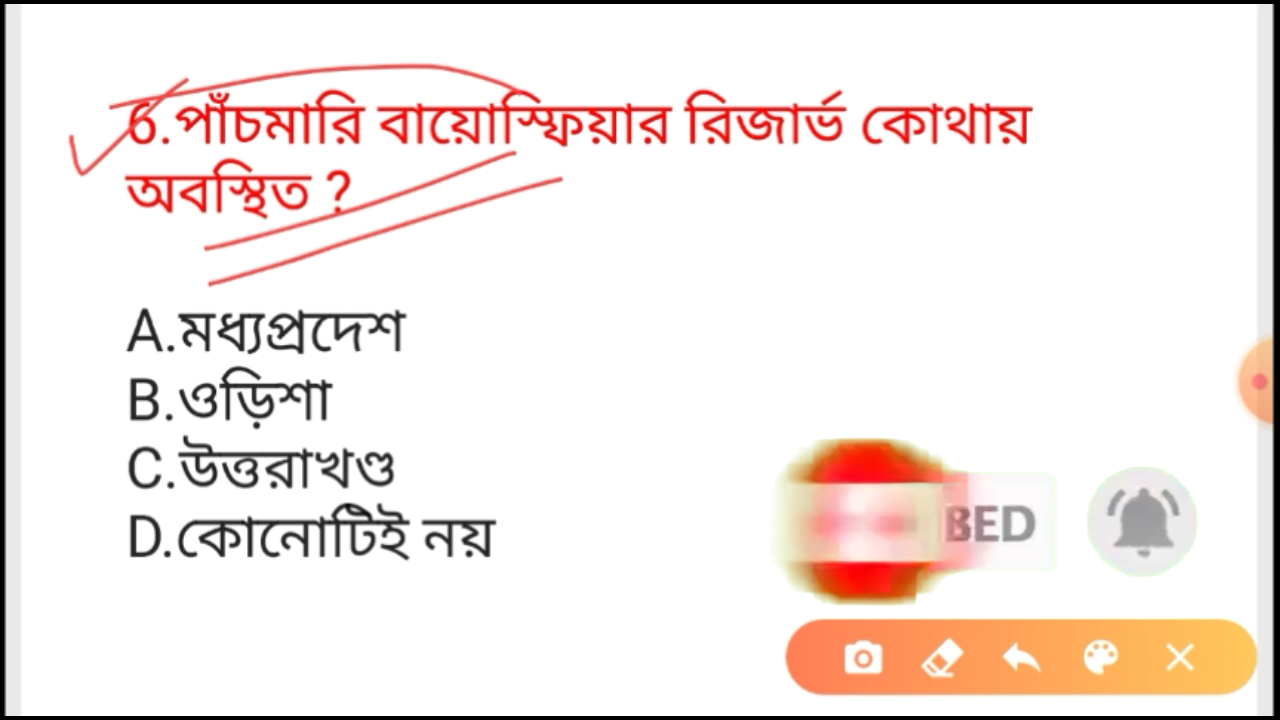 6.পাঁচমারি বায়োস্ফিয়ার রিজার্ভ কোথায়
অবস্থিত ?
A.মধ্যপ্রদেশ
B.ওড়িশা
C.উত্তরাখণ্ড
D.কোনোটিই নয়
BED